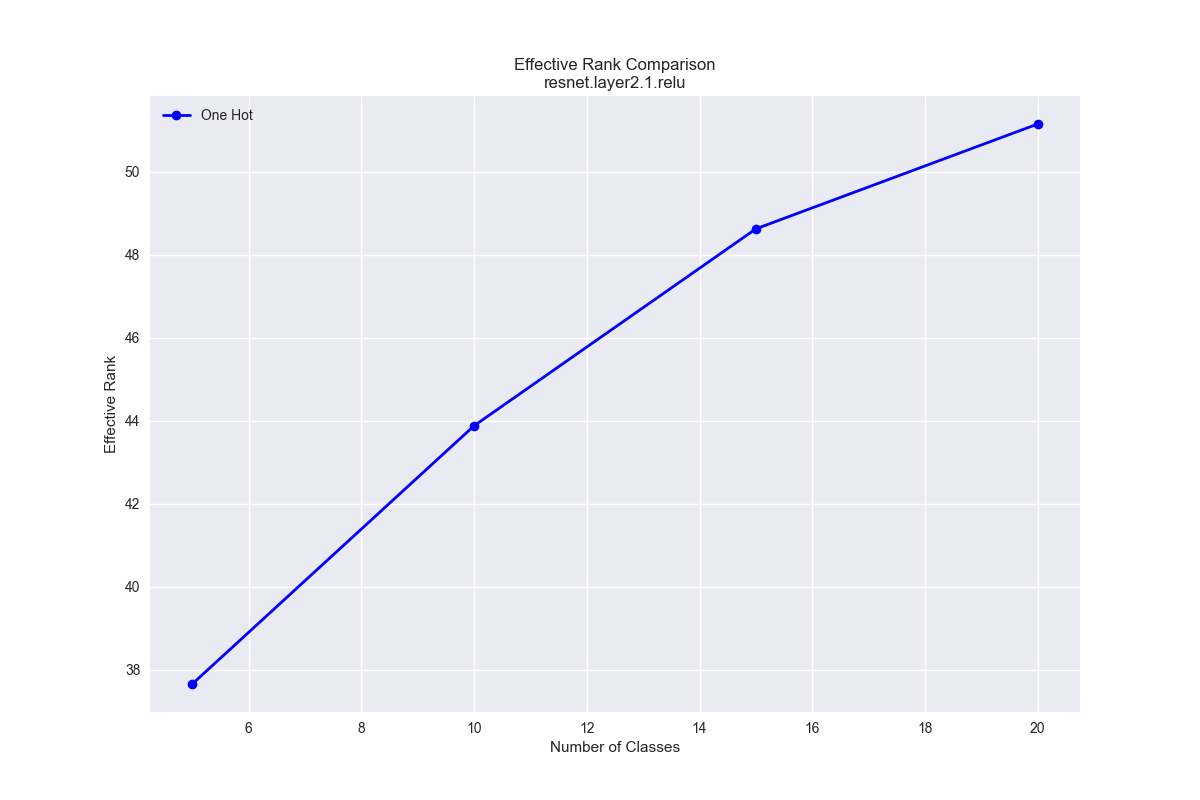 Effective Rank Comparison
resnet.layer2.1.relu
One Hot
50
48
46
44
42
40
38
Effective Rank
6 8 10 12 14 16 18 20
Number of Classes